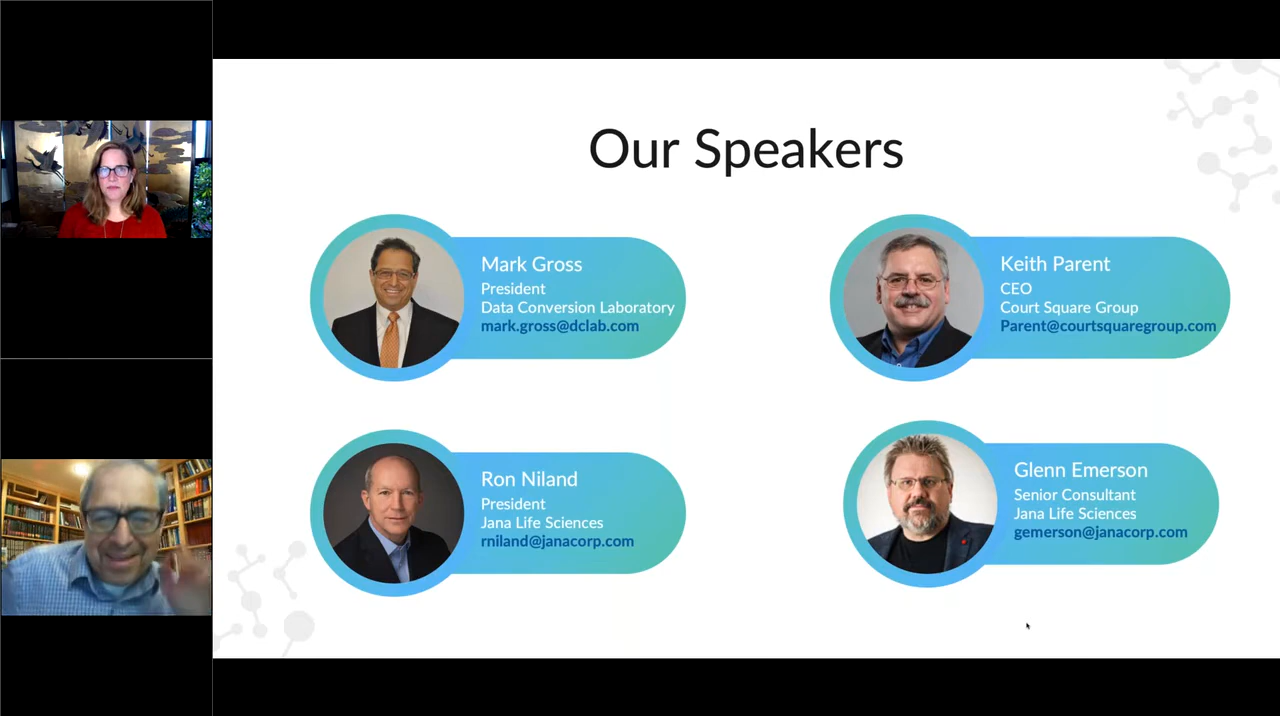 Our Speakers
Mark Gross
President
Data Conversion Laboratory
mark.gross@dclab.com
Keith Parent
CEO
Court Square Group
Parent@courtsquaregroup.com
Ron Niland
President
Jana Life Sciences
rniland@janacorp.com
Glenn Emerson
Senior Consultant
Jana Life Sciences
gemerson@janacorp.com